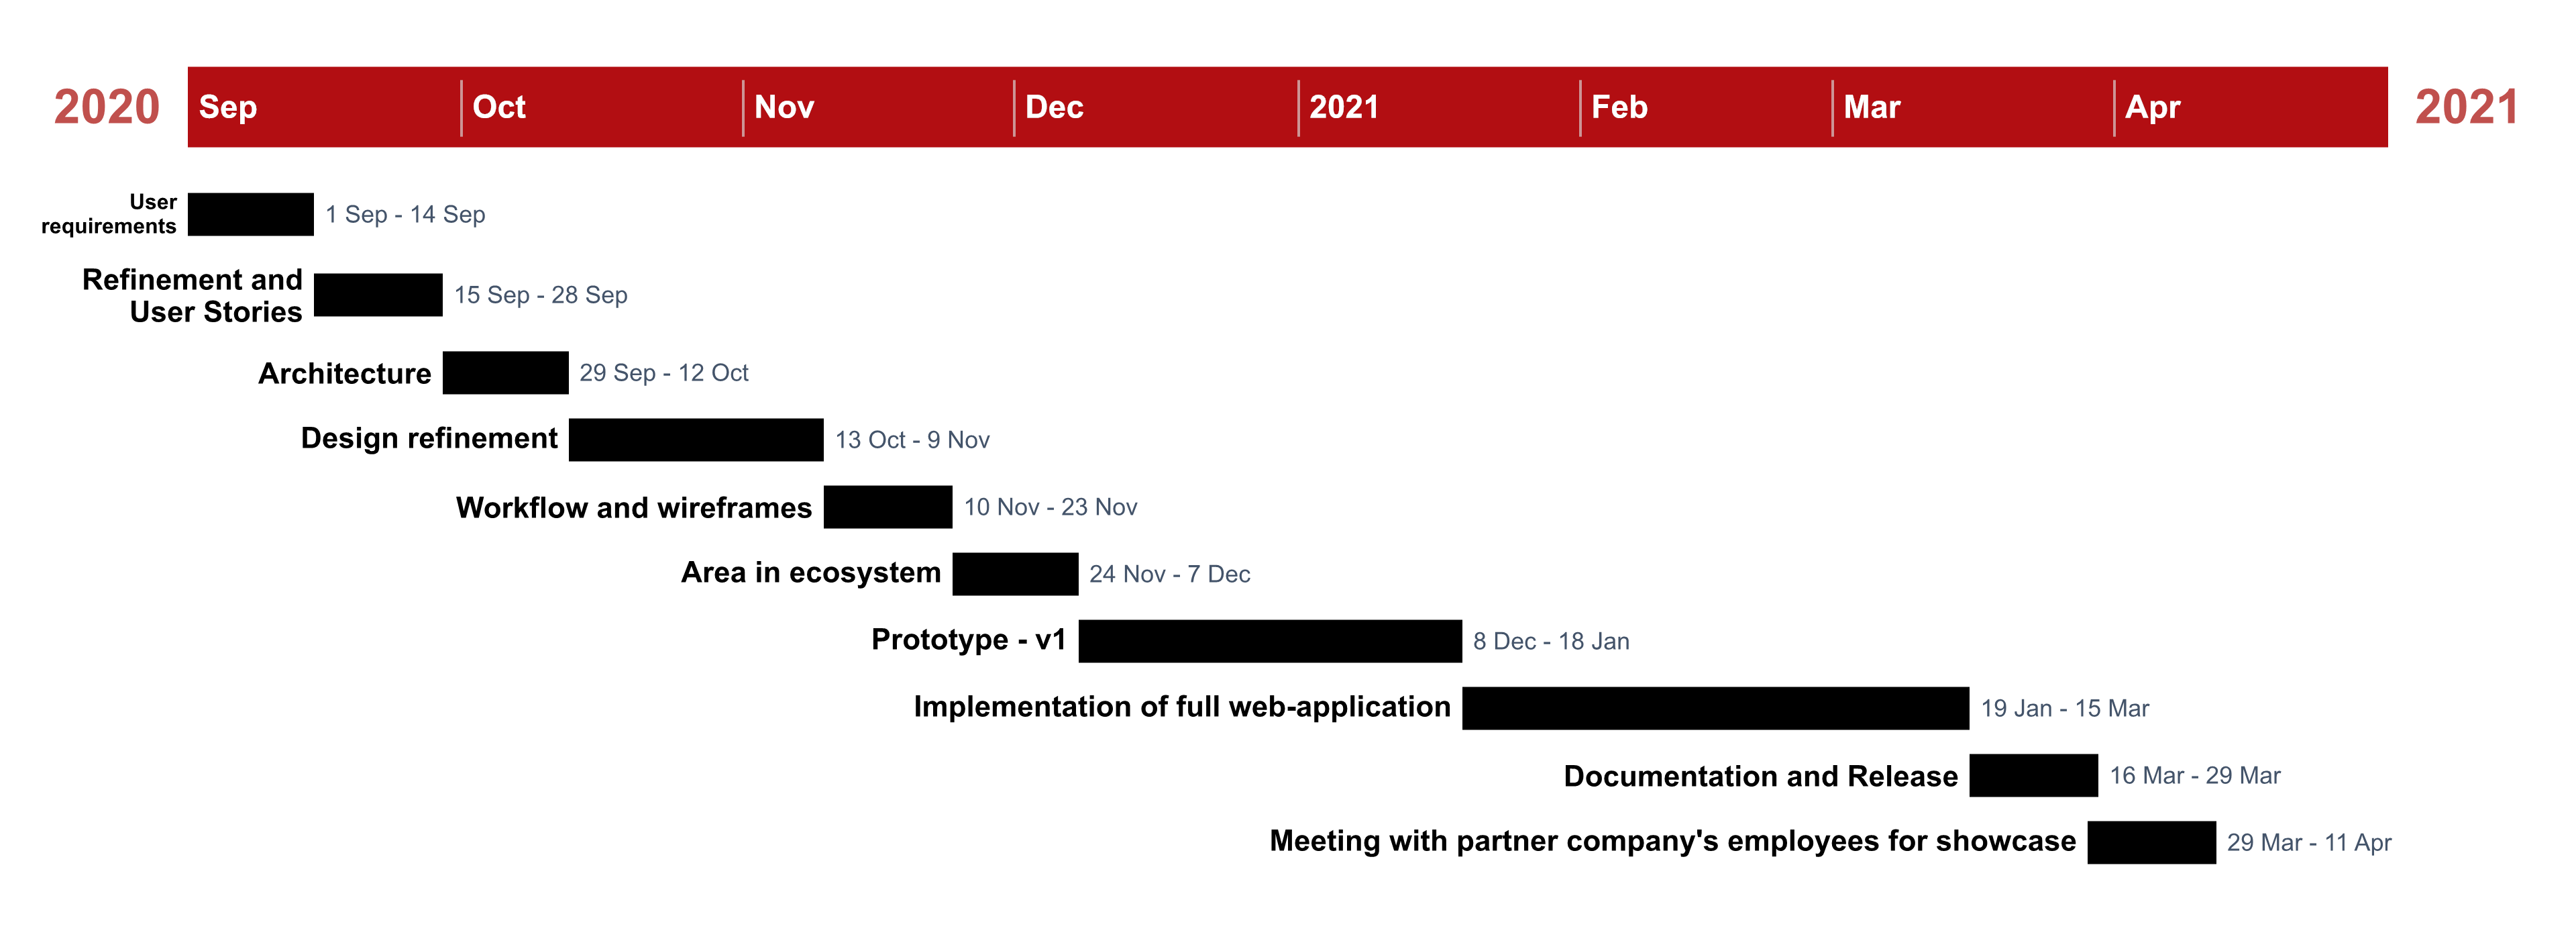 2020 Sep Oct Nov Dec 2021 Feb Mar Apr 2021
User
requirements
1 Sep - 14 Sep
Refinement and
User Stories
15 Sep - 28 Sep
Architecture 29 Sep - 12 Oct
Design refinement 13 Oct - 9 Nov
Workflow and wireframes 10 Nov - 23 Nov
Area in ecosystem 24 Nov - 7 Dec
Prototype - v1 8 Dec - 18 Jan
Implementation of full web-application 19 Jan - 15 Mar
Documentation and Release 16 Mar - 29 Mar
Meeting with partner company's employees for showcase 29 Mar - 11 Apr